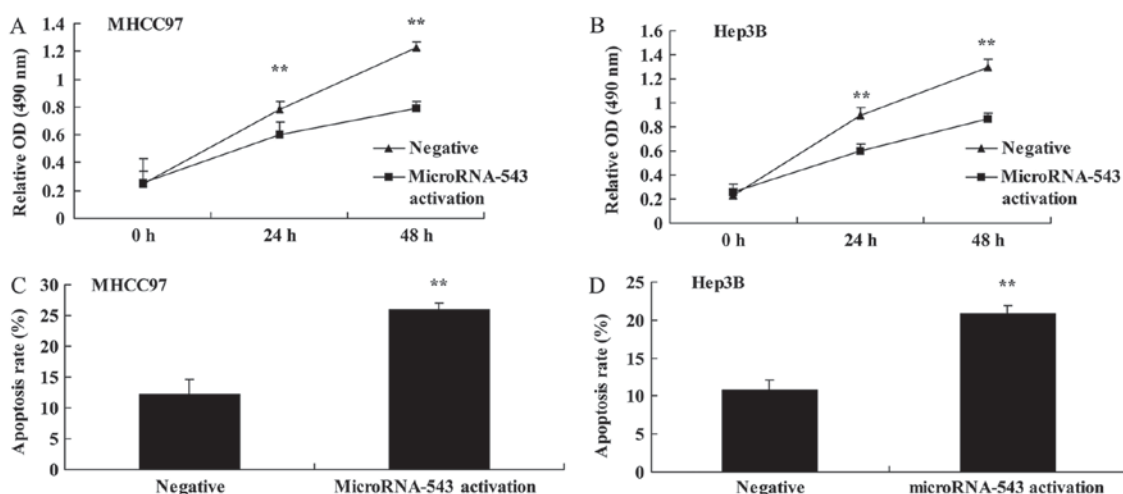 A
MHCC97
Relative OD (490 nm)
1.4
1.2
1
0.8
0.6
0.4
0.2
0
**
**
Negative
MicroRNA-543
activation
0 h
24 h
48 h
B
Hep3B
Relative OD (490 nm)
1.6
1.4
1.2
1
0.8
0.6
0.4
0.2
0
**
**
Negative
MicroRNA-543
activation
0 h
24 h
48 h
C
MHCC97
Apoptosis rate (%)
30
25
20
15
10
5
0
**
Negative
MicroRNA-543 activation
D
Hep3B
Apoptosis rate (%)
25
20
15
10
5
0
**
Negative
microRNA-543 activation